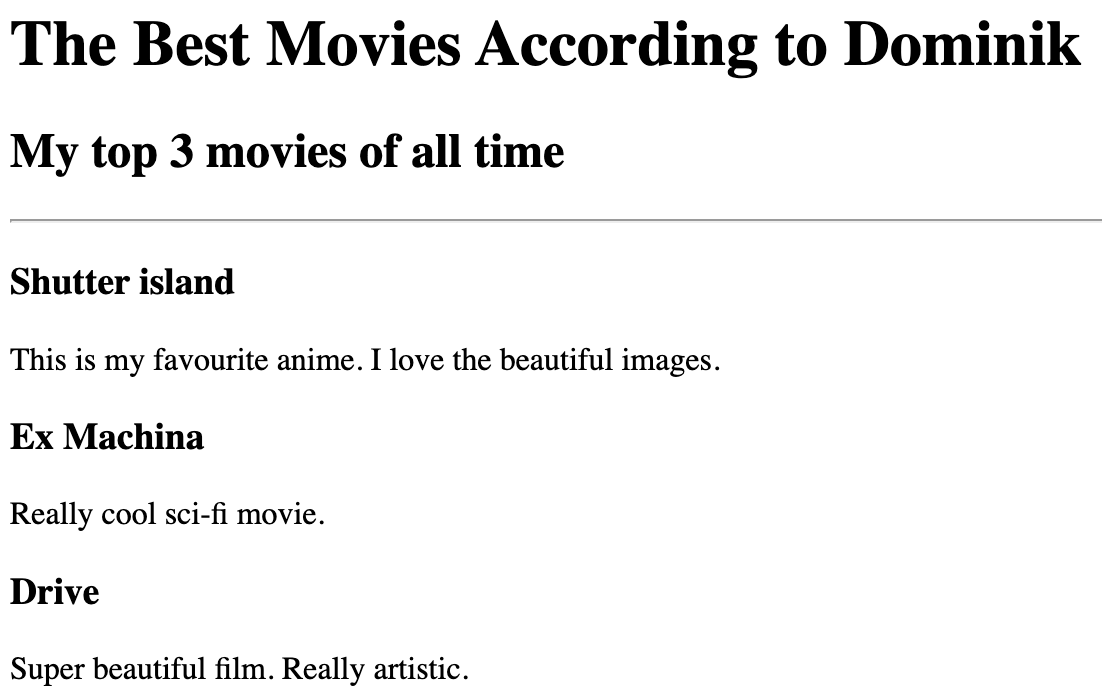 The Best Movies According to Dominik
My top 3 movies of all time
Shutter island
This is my favourite anime. I love the beautiful images.
Ex Machina
Really cool sci-fi movie.
Drive
Super beautiful film. Really artistic.